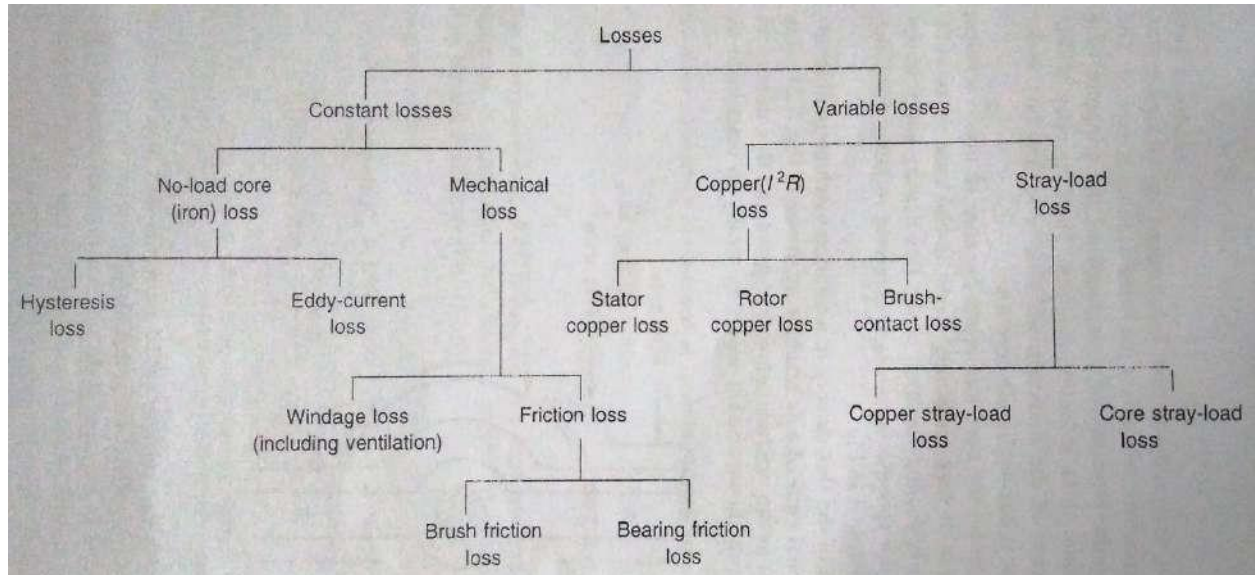 Losses
Constant losses
Variable losses
No-load core
(iron) loss
Mechanical
loss
Copper(I²R)
loss
Stray-load
loss
Hysteresis
loss
Eddy-current
loss
Stator
copper loss
Rotor
copper loss
Brush-
contact loss
Windage loss
(including ventilation)
Friction loss
Copper stray-load
loss
Core stray-load
loss
Brush friction
loss
Bearing friction
loss